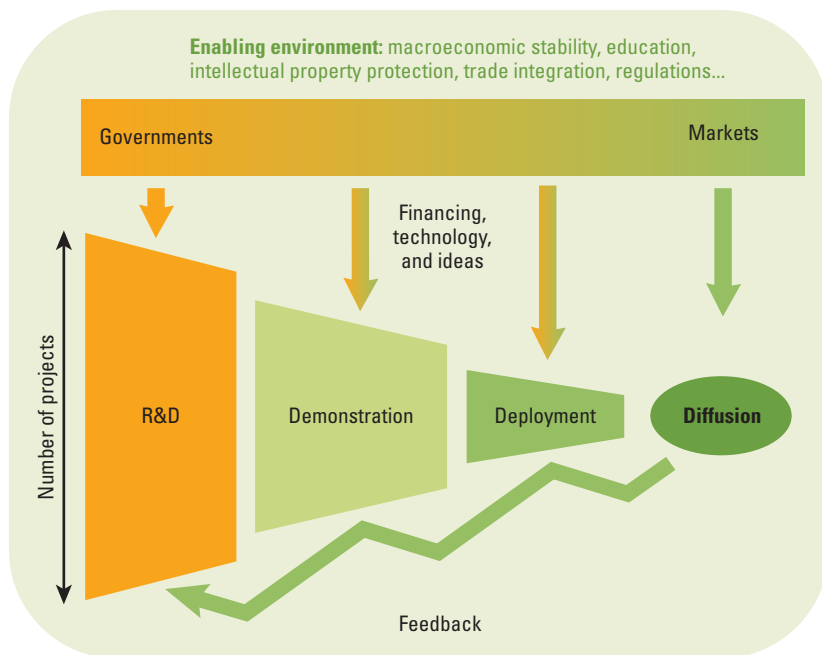 Enabling environment: macroeconomic stability, education,
intellectual property protection, trade integration, regulations...
Governments
Markets
Financing,
technology,
and ideas
Number of projects
R&D
Demonstration
Deployment
Diffusion
Feedback